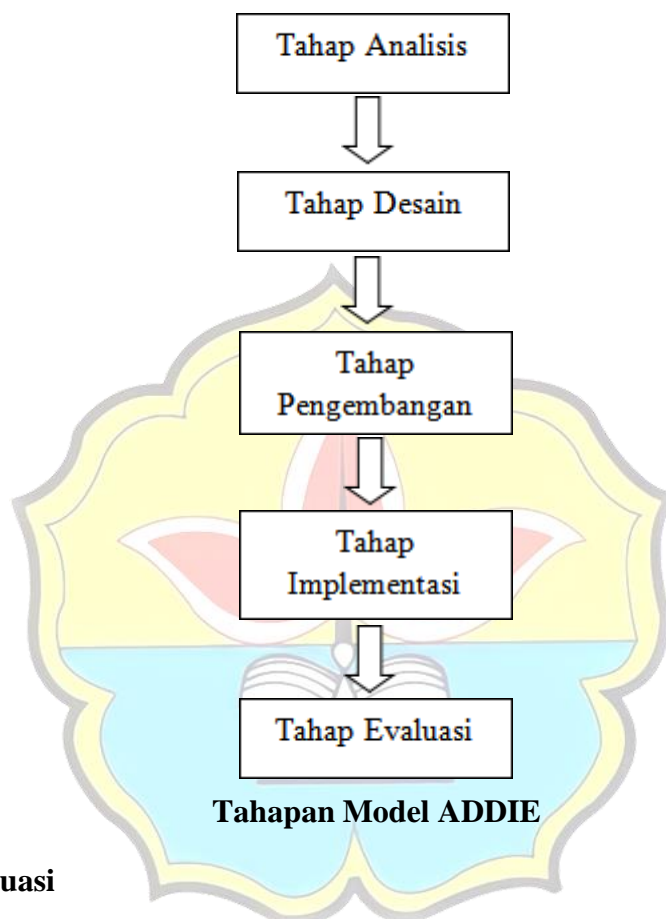 Tahap Analisis
Tahap Desain
Tahap
Pengembangan
Tahap
Implementasi
Tahap Evaluasi
Tahapan Model ADDIE
uasi